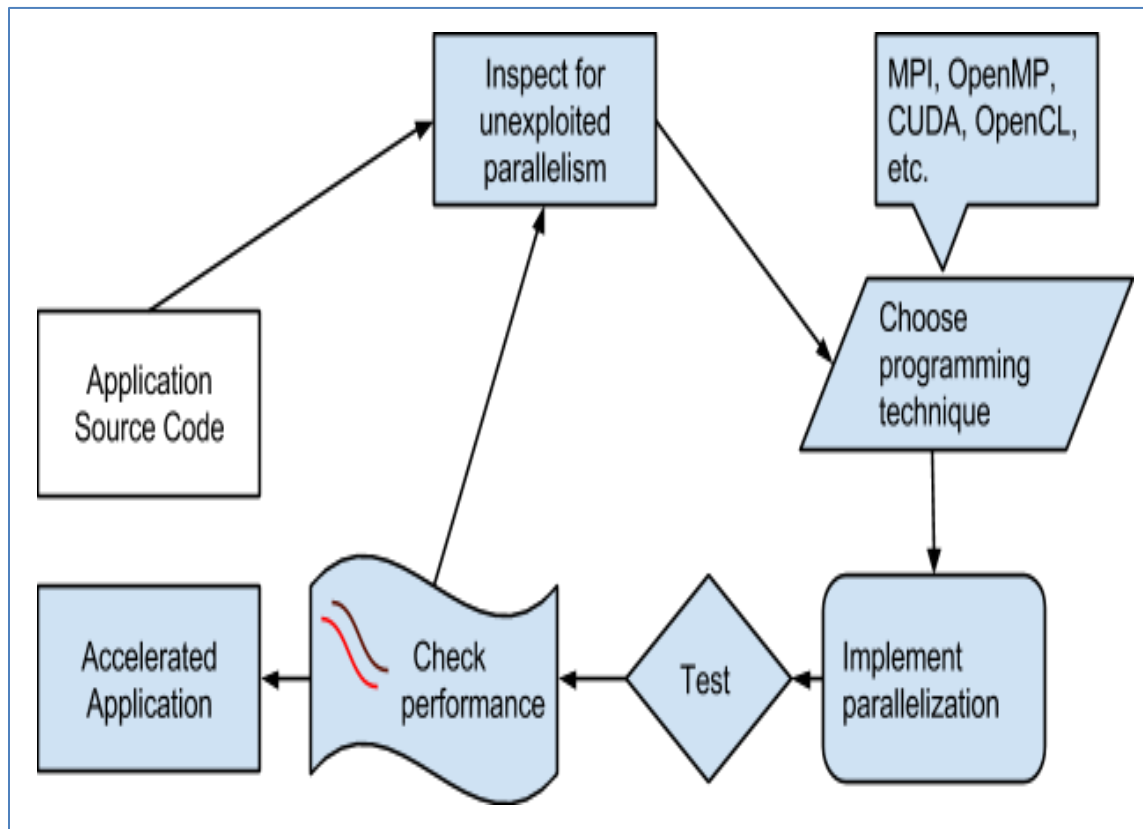 Inspect for
unexploited
parallelism
MPI, OpenMP,
CUDA, OpenCL,
etc.
Choose
programming
technique
Application
Source Code
Accelerated
Application
Check
performance
Test
Implement
parallelization